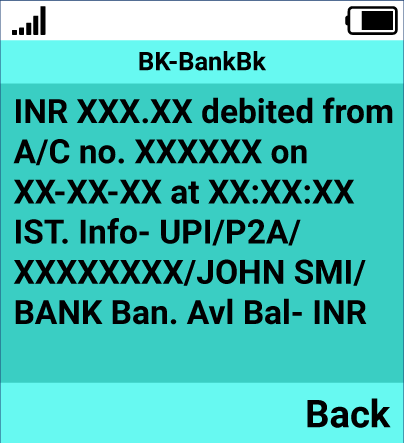 BK-BankBk
INR XXX.XX debited from
A/C no. XXXXXX on
XX-XX-XX at XX:XX:XX
IST. Info- UPI/P2A/
XXXXXXXX/JOHN SMI/
BANK Ban. Avl Bal- INR
Back